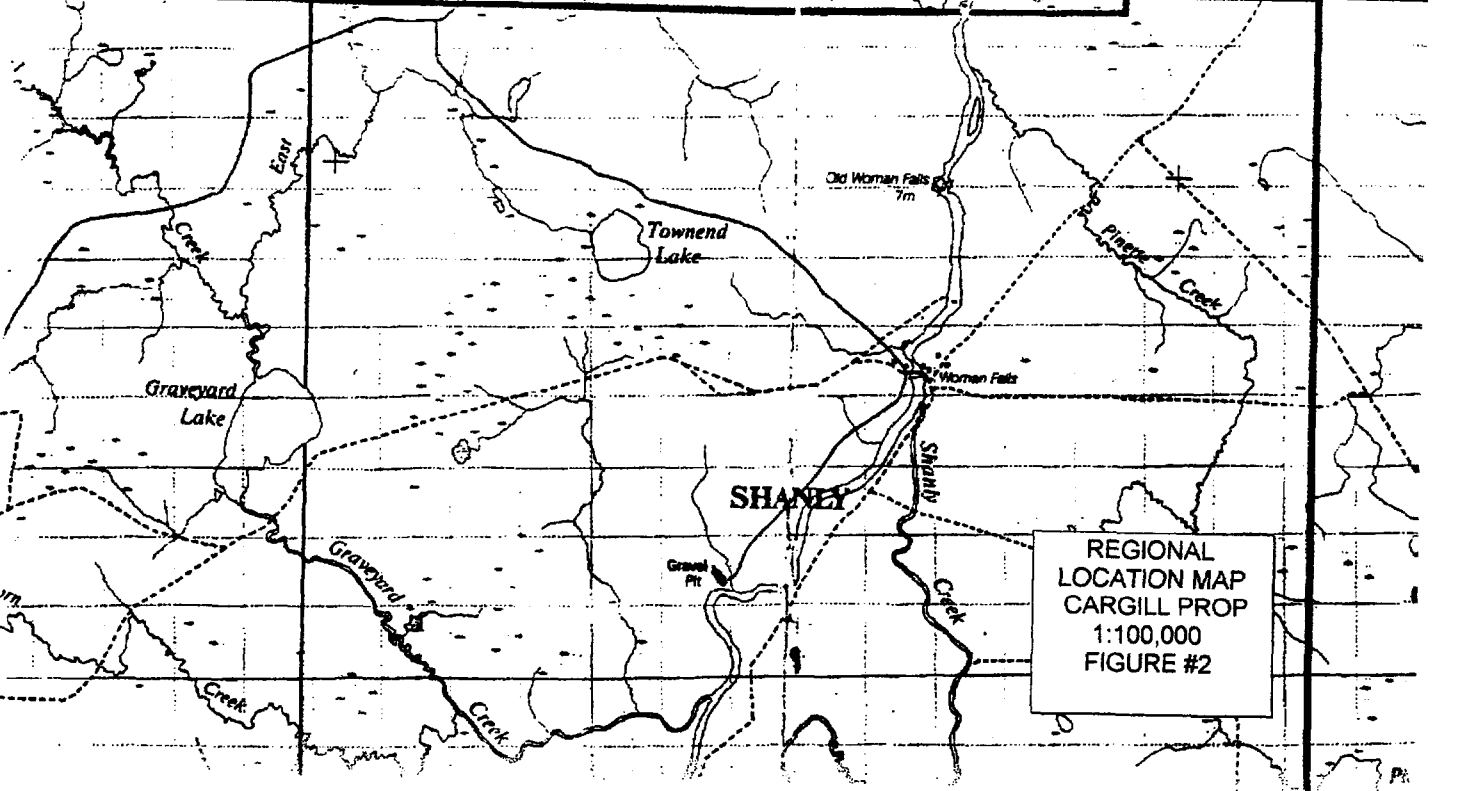 East
Creek
Old Woman Falls
7m
Townend
Lake
Creek
Graveyard
Lake
Woman Falls
Shanly
SHANLY
Gravel
Pit
Graveyard
Creek
Creek
Creek
REGIONAL
LOCATION MAP
CARGILL PROP
1:100,000
FIGURE #2